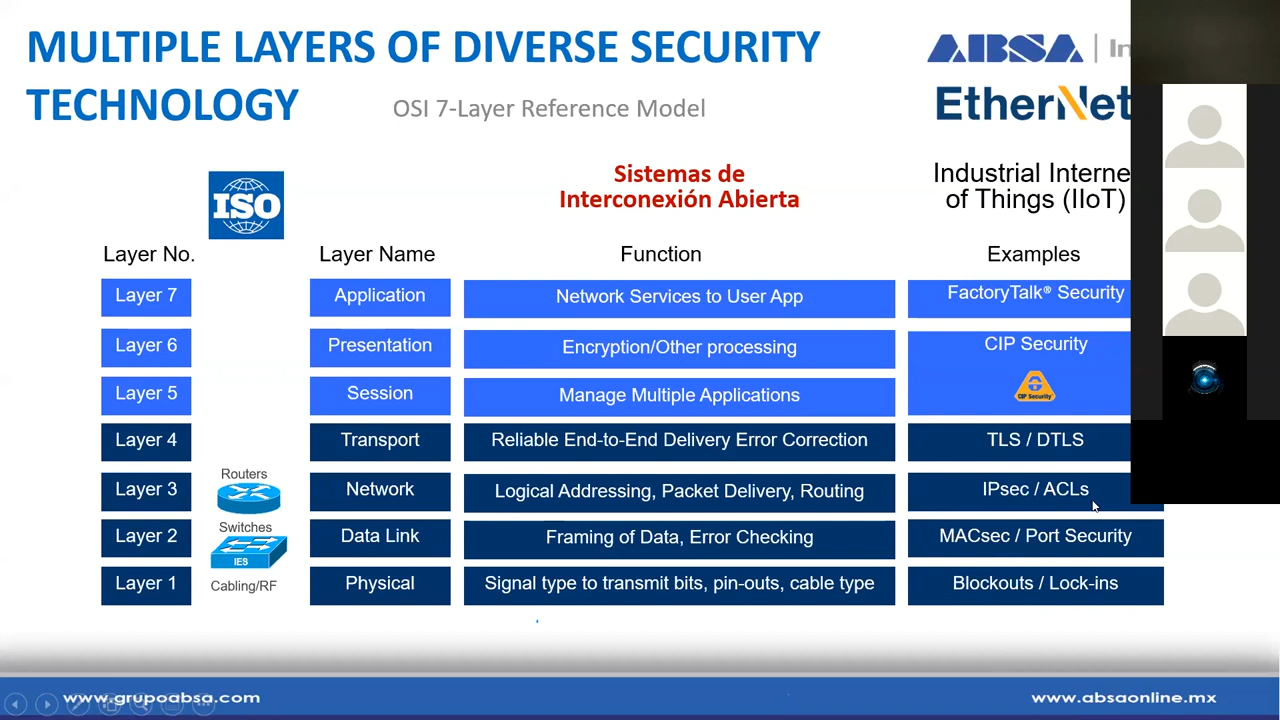 MULTIPLE LAYERS OF DIVERSE SECURITY
TECHNOLOGY
OSI 7-Layer Reference Model
ABSA
EtherNet
ISO
Sistemas de
Interconexión Abierta
Industrial Interne
of Things (IIoT)
Layer No. Layer Name Function Examples
Layer 7 Application Network Services to User App FactoryTalk® Security
Layer 6 Presentation Encryption/Other processing CIP Security
Layer 5 Session Manage Multiple Applications CIP Security
Layer 4 Transport Reliable End-to-End Delivery Error Correction TLS / DTLS
Routers
Layer 3 Network Logical Addressing, Packet Delivery, Routing IPsec / ACLs
Switches
Layer 2 IES Data Link Framing of Data, Error Checking MACsec / Port Security
Layer 1 Cabling/RF Physical Signal type to transmit bits, pin-outs, cable type Blockouts / Lock-ins
www.grupoabsa.com www.absaonline.mx